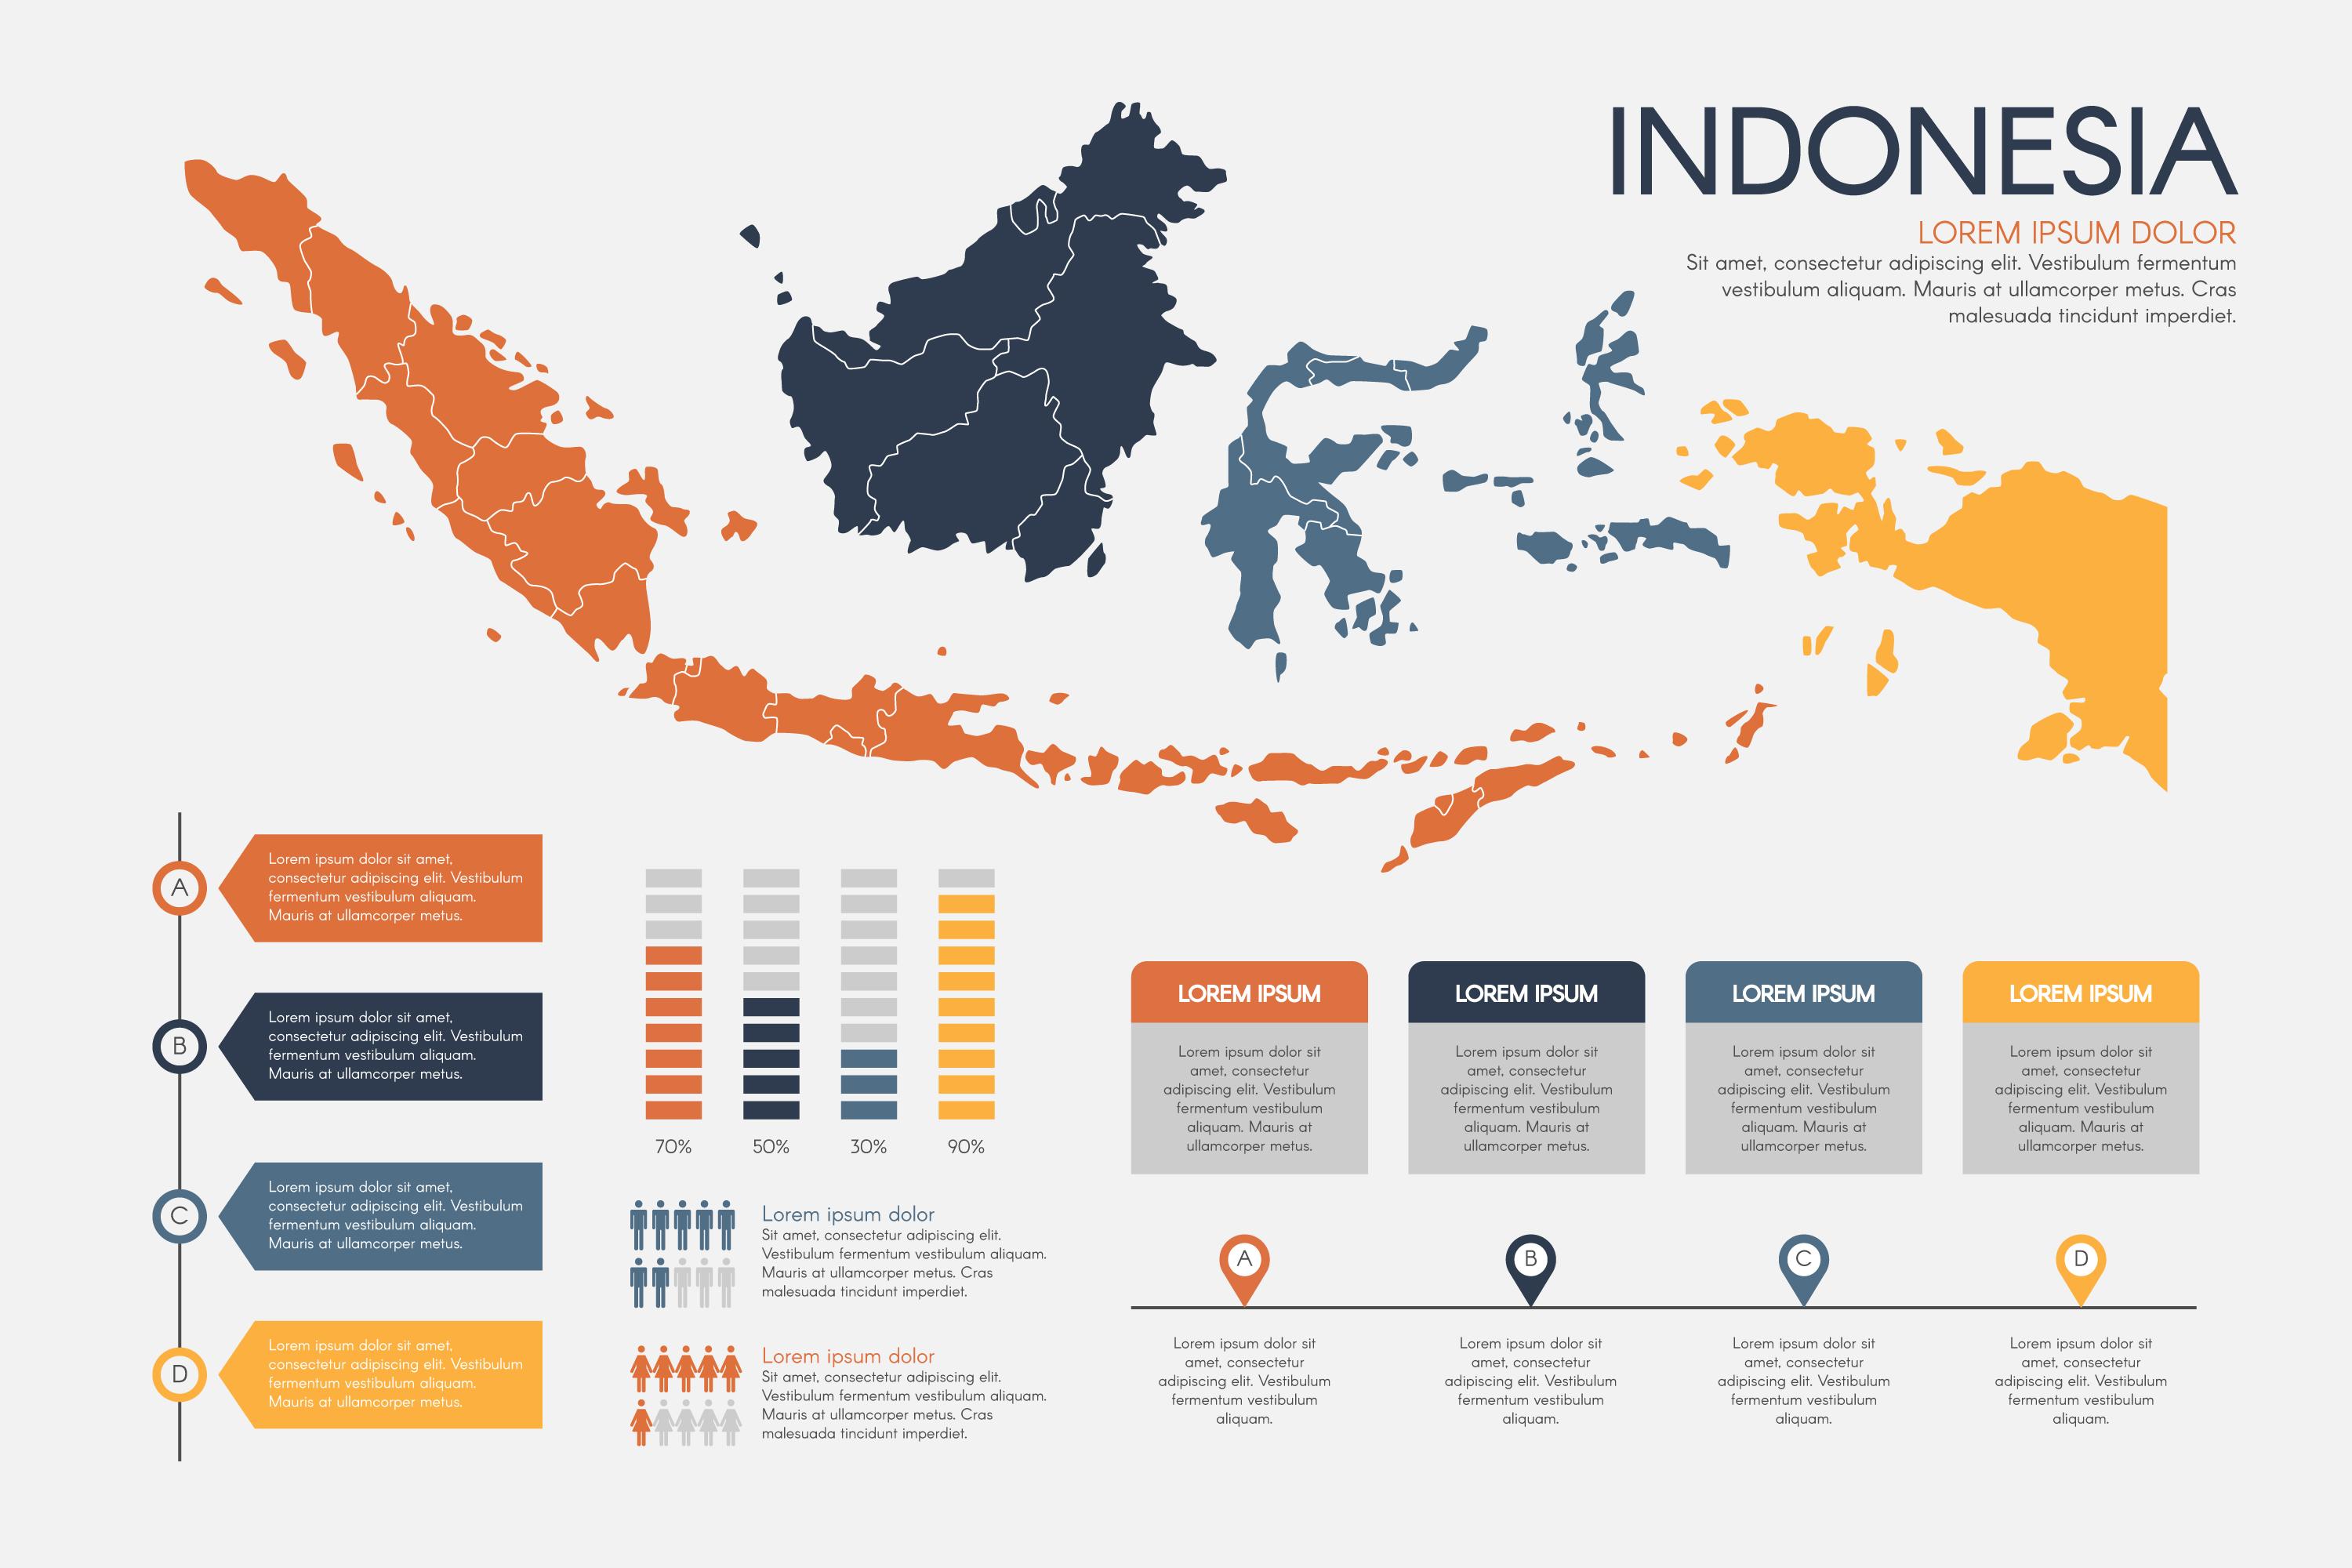 INDONESIA
LOREM IPSUM DOLOR
Sit amet, consectetur adipiscing elit. Vestibulum fermentum
vestibulum aliquam. Mauris at ullamcorper metus. Cras
malesuada tincidunt imperdiet.
A
Lorem ipsum dolor sit amet,
consectetur adipiscing elit. Vestibulum
fermentum vestibulum aliquam.
Mauris at ullamcorper metus.
B
Lorem ipsum dolor sit amet,
consectetur adipiscing elit. Vestibulum
fermentum vestibulum aliquam.
Mauris at ullamcorper metus.
C
Lorem ipsum dolor sit amet,
consectetur adipiscing elit. Vestibulum
fermentum vestibulum aliquam.
Mauris at ullamcorper metus.
D
Lorem ipsum dolor sit amet,
consectetur adipiscing elit. Vestibulum
fermentum vestibulum aliquam.
Mauris at ullamcorper metus.
70% 50% 30% 90%
Lorem ipsum dolor
Sit amet, consectetur adipiscing elit.
Vestibulum fermentum vestibulum aliquam.
Mauris at ullamcorper metus. Cras
malesuada tincidunt imperdiet.
Lorem ipsum dolor
Sit amet, consectetur adipiscing elit.
Vestibulum fermentum vestibulum aliquam.
Mauris at ullamcorper metus. Cras
malesuada tincidunt imperdiet.
LOREM IPSUM
Lorem ipsum dolor sit
amet, consectetur
adipiscing elit. Vestibulum
fermentum vestibulum
aliquam. Mauris at
ullamcorper metus.
LOREM IPSUM
Lorem ipsum dolor sit
amet, consectetur
adipiscing elit. Vestibulum
fermentum vestibulum
aliquam. Mauris at
ullamcorper metus.
LOREM IPSUM
Lorem ipsum dolor sit
amet, consectetur
adipiscing elit. Vestibulum
fermentum vestibulum
aliquam. Mauris at
ullamcorper metus.
LOREM IPSUM
Lorem ipsum dolor sit
amet, consectetur
adipiscing elit. Vestibulum
fermentum vestibulum
aliquam. Mauris at
ullamcorper metus.
A
Lorem ipsum dolor sit
amet, consectetur
adipiscing elit. Vestibulum
fermentum vestibulum
aliquam.
B
Lorem ipsum dolor sit
amet, consectetur
adipiscing elit. Vestibulum
fermentum vestibulum
aliquam.
C
Lorem ipsum dolor sit
amet, consectetur
adipiscing elit. Vestibulum
fermentum vestibulum
aliquam.
D
Lorem ipsum dolor sit
amet, consectetur
adipiscing elit. Vestibulum
fermentum vestibulum
aliquam.